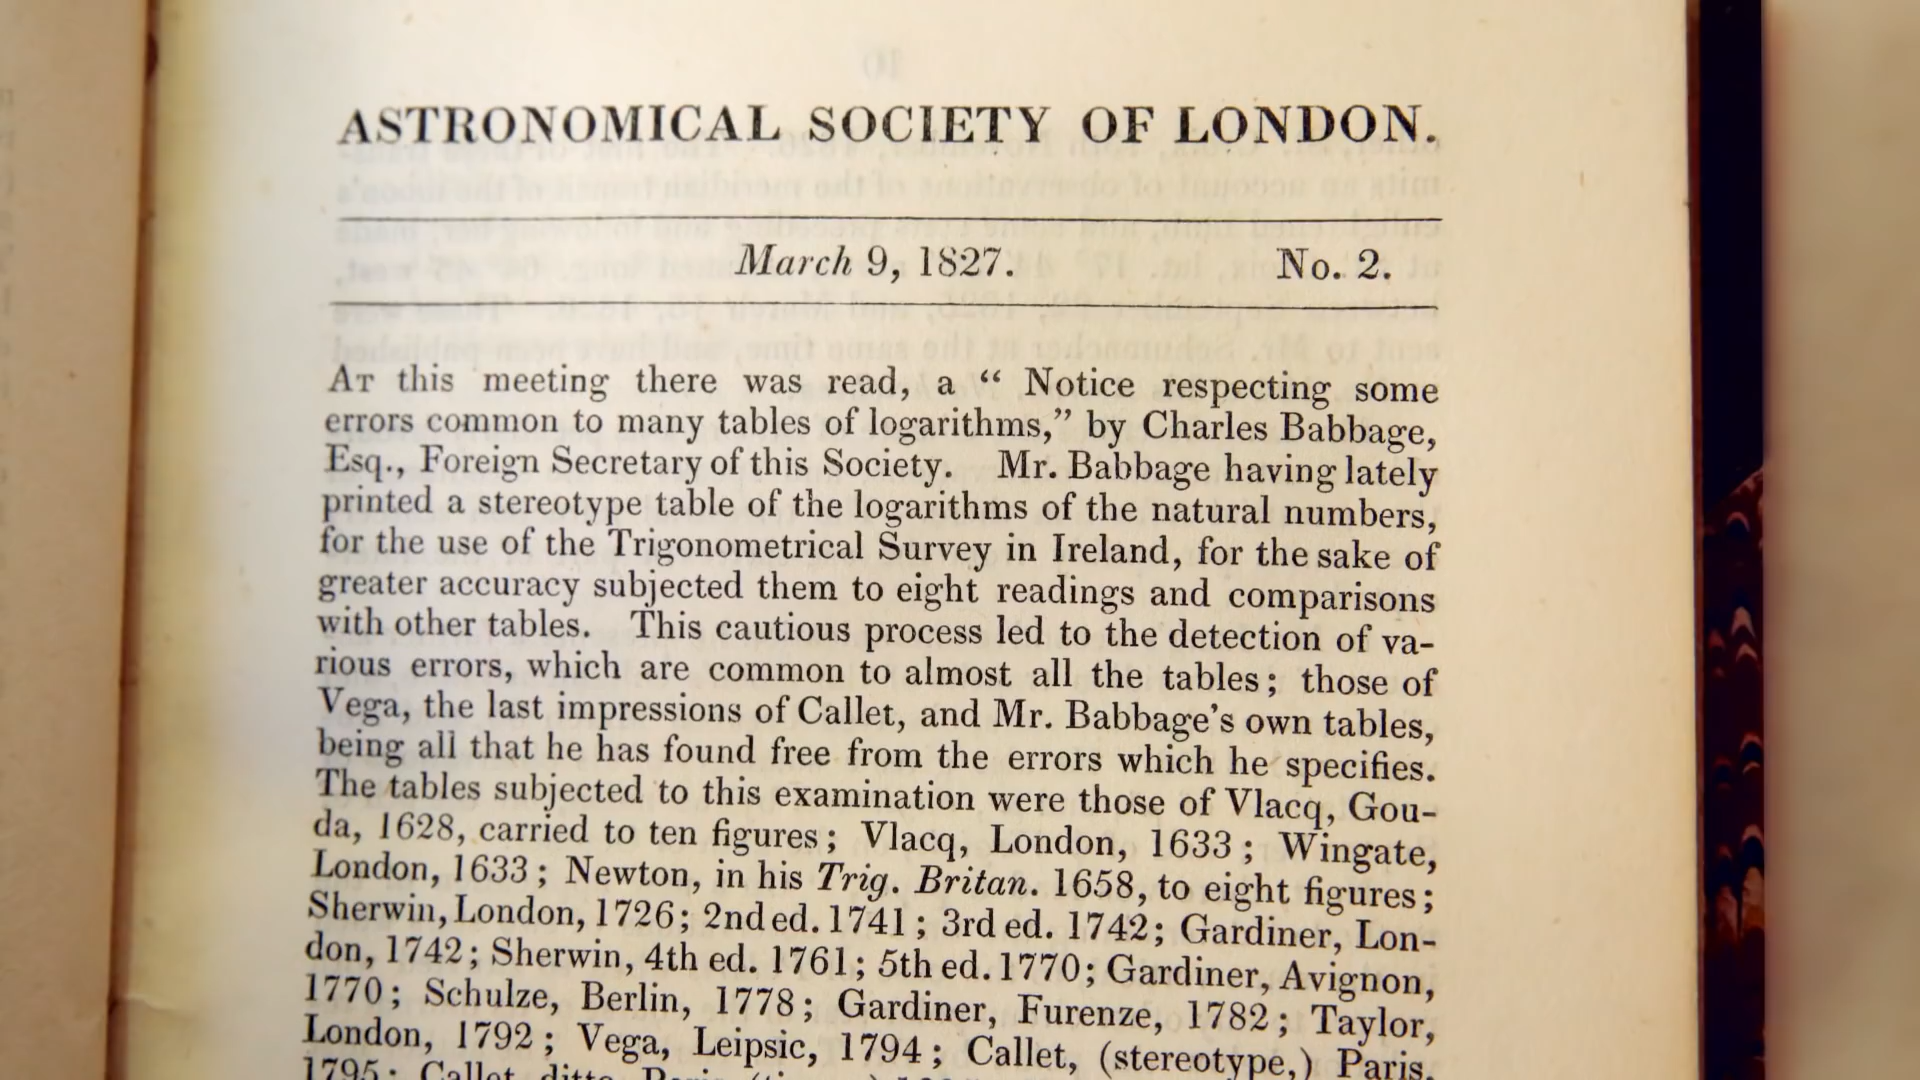 ASTRONOMICAL SOCIETY OF LONDON.
March 9, 1827. No. 2.
AT this meeting there was read, a “ Notice respecting some
errors common to many tables of logarithms,” by Charles Babbage,
Esq., Foreign Secretary of this Society. Mr. Babbage having lately
printed a stereotype table of the logarithms of the natural numbers,
for the use of the Trigonometrical Survey in Ireland, for the sake of
greater accuracy subjected them to eight readings and comparisons
with other tables. This cautious process led to the detection of va-
rious errors, which are common to almost all the tables; those of
Vega, the last impressions of Callet, and Mr. Babbage's own tables,
being all that he has found free from the errors which he specifies.
The tables subjected to this examination were those of Vlacq, Gou-
da, 1628, carried to ten figures; Vlacq, London, 1633; Wingate,
London, 1633; Newton, in his Trig. Britan. 1658, to eight figures;
Sherwin, London, 1726; 2nd ed. 1741; 3rd ed. 1742; Gardiner, Lon-
don, 1742; Sherwin, 4th ed. 1761; 5th ed. 1770; Gardiner, Avignon,
1770; Schulze, Berlin, 1778; Gardiner, Furenze, 1782; Taylor,
London, 1792; Vega, Leipsic, 1794; Callet, (stereotype,) Paris,
1795; Callet, ditto